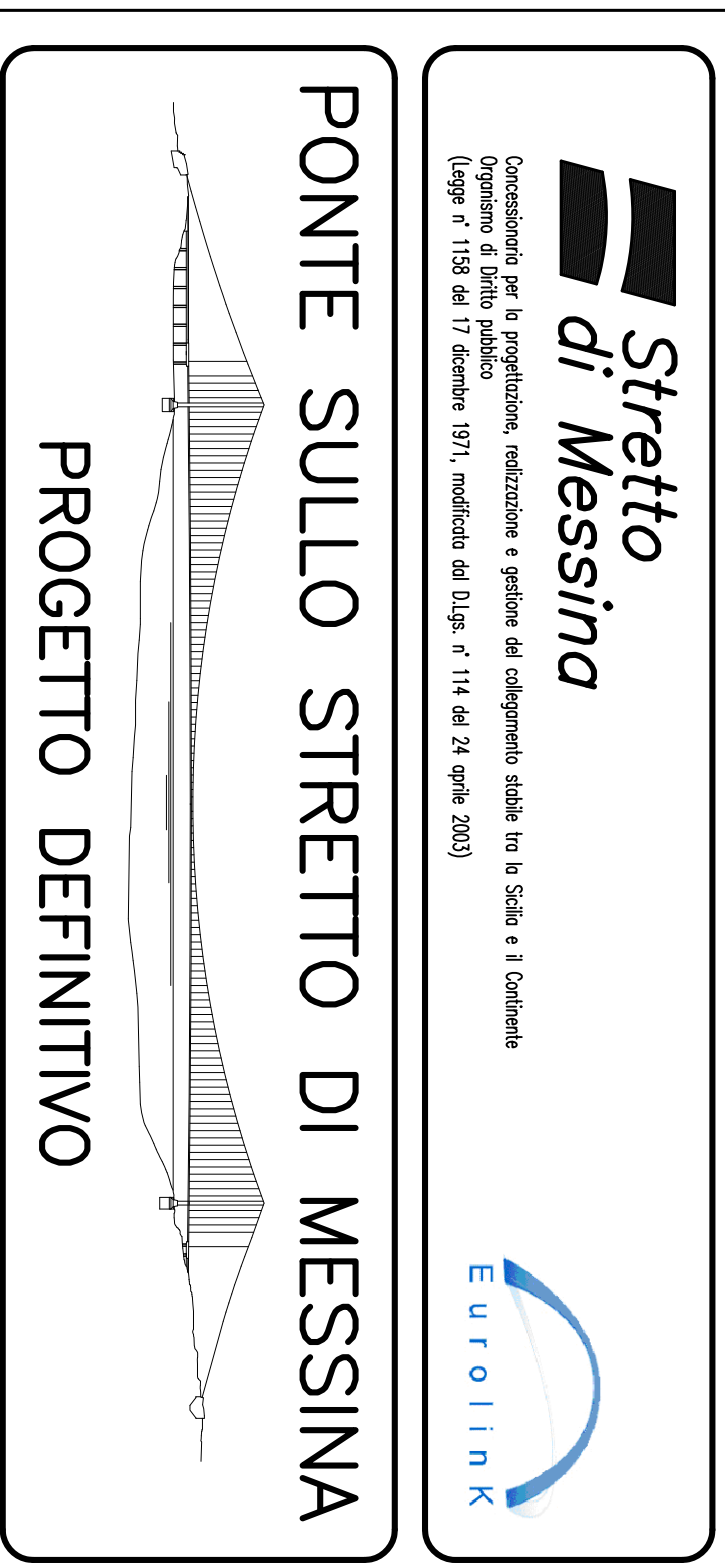 Stretto
di Messina
Concessionaria per la progettazione, realizzazione e gestione del collegamento stabile tra la Sicilia e il Continente
Organismo di Diritto pubblico
(Legge n° 1158 del 17 dicembre 1971, modificata dal D.Lgs. n° 114 del 24 aprile 2003)
EurolinK
PONTE SULLO STRETTO DI MESSINA
PROGETTO DEFINITIVO